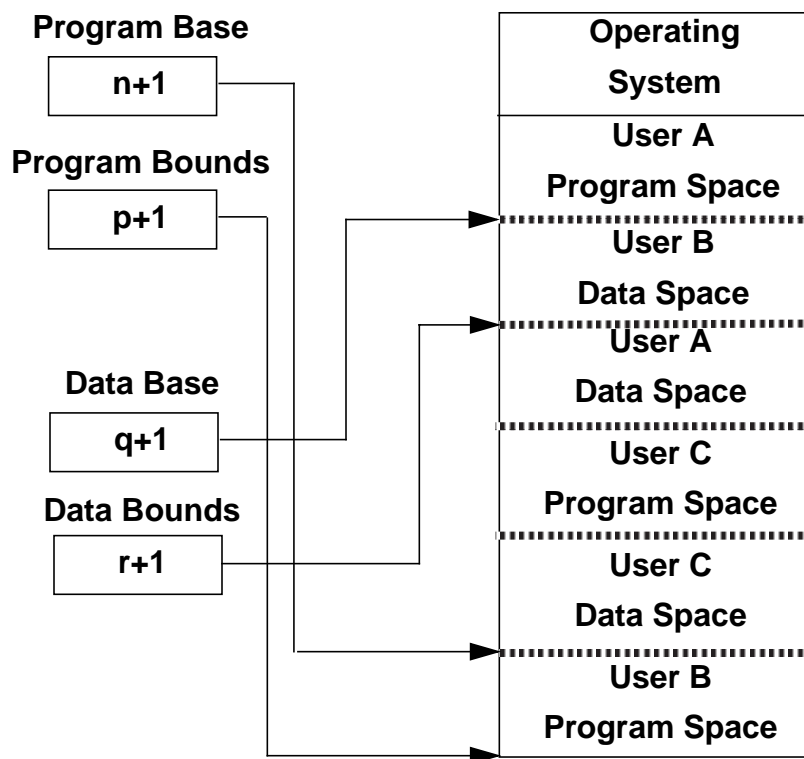 Program Base
n+1
Program Bounds
p+1
Data Base
q+1
Data Bounds
r+1
Operating
System
User A
Program Space
User B
Data Space
User A
Data Space
User C
Program Space
User C
Data Space
User B
Program Space